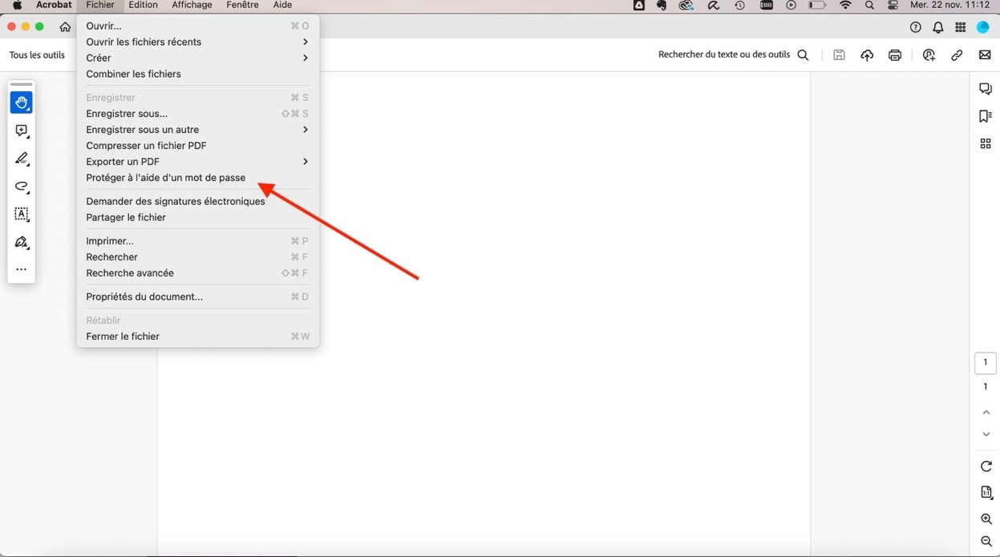 Acrobat Fichier Edition Affichage Fenêtre Aide Mer. 22 nov. 11:12
Tous les outils
Rechercher du texte ou des outils
Ouvrir... ⌘ O
Ouvrir les fichiers récents
Créer
Combiner les fichiers
Enregistrer ⌘ S
Enregistrer sous... ⇧⌘ S
Enregistrer sous un autre
Compresser un fichier PDF
Exporter un PDF
Protéger à l'aide d'un mot de passe
Demander des signatures électroniques
Partager le fichier
Imprimer... ⌘ P
Rechercher ⌘ F
Recherche avancée ⇧⌘ F
Propriétés du document... ⌘ D
Rétablir
Fermer le fichier ⌘ W
1
1